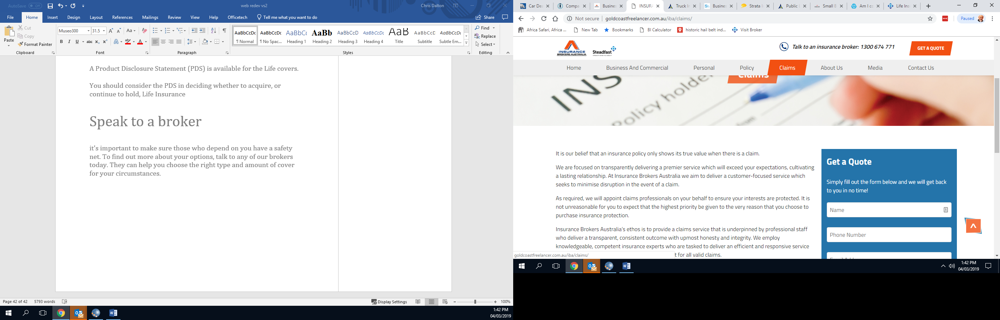 AutoSave Off
web redev vs2
Chris Dalton
File Home Insert Design Layout References Mailings Review View Help Officetech Tell me what you want to do
Share
Paste
Cut
Copy
Format Painter
Clipboard
Museo300 31.5
Font
Paragraph
AaBbCcDc AaBbCcDc AaBbCc AaBb AaBbCcD AaBbCcDc AaB AaBbCcD AaBbCcDc
¶ Normal ¶ No Spac... Heading 1 Heading 2 Heading 3 Heading 4 Title Subtitle Subtle Em...
Styles
Find
Replace
Select
Editing
A Product Disclosure Statement (PDS) is available for the Life covers.
You should consider the PDS in deciding whether to acquire, or
continue to hold, Life Insurance
Speak to a broker
it's important to make sure those who depend on you have a safety
net. To find out more about your options, talk to any of our brokers
today. They can help you choose the right type and amount of cover
for your circumstances.
Page 42 of 42 5793 words
Display Settings
100%
1:42 PM
04/03/2019
Car De Compa Busines INSURA Truck I Busines Strata I Public Small B Am I co Life Ins
Not secure | goldcoastfreelancer.com.au/iba/claims/
Paused
Africa Safari, Africa ... New Tab Bookmarks BI Calculator historic hail belt ind... Visit Broker
INSURANCE
BROKERS AUSTRALIA
Steadfast
Talk to an insurance broker: 1300 674 771
GET A QUOTE
Home Business And Commercial Personal Policy Claims About Us Media Contact Us
Claims
INS
Policy holder
It is our belief that an insurance policy only shows its true value when there is a claim.
We are focused on transparently delivering a premier service which will exceed your expectations, cultivating
a lasting relationship. At Insurance Brokers Australia we aim to deliver a customer-focused service which
seeks to minimise disruption in the event of a claim.
As required, we will appoint claims professionals on your behalf to ensure your interests are protected. It is
not unreasonable for you to expect that the highest priority be given to the very reason that you choose to
purchase insurance protection.
Insurance Brokers Australia's ethos is to provide a claims service that is underpinned by professional staff
who deliver a transparent, consistent outcome with upmost honesty and integrity. We employ
knowledgeable, competent insurance experts who are tasked to deliver an efficient and responsive service
t for all valid claims.
Get a Quote
Simply fill out the form below and we will get back
to you in no time!
Name
Phone Number
goldcoastfreelancer.com.au/iba/claims/
1:42 PM
04/03/2019